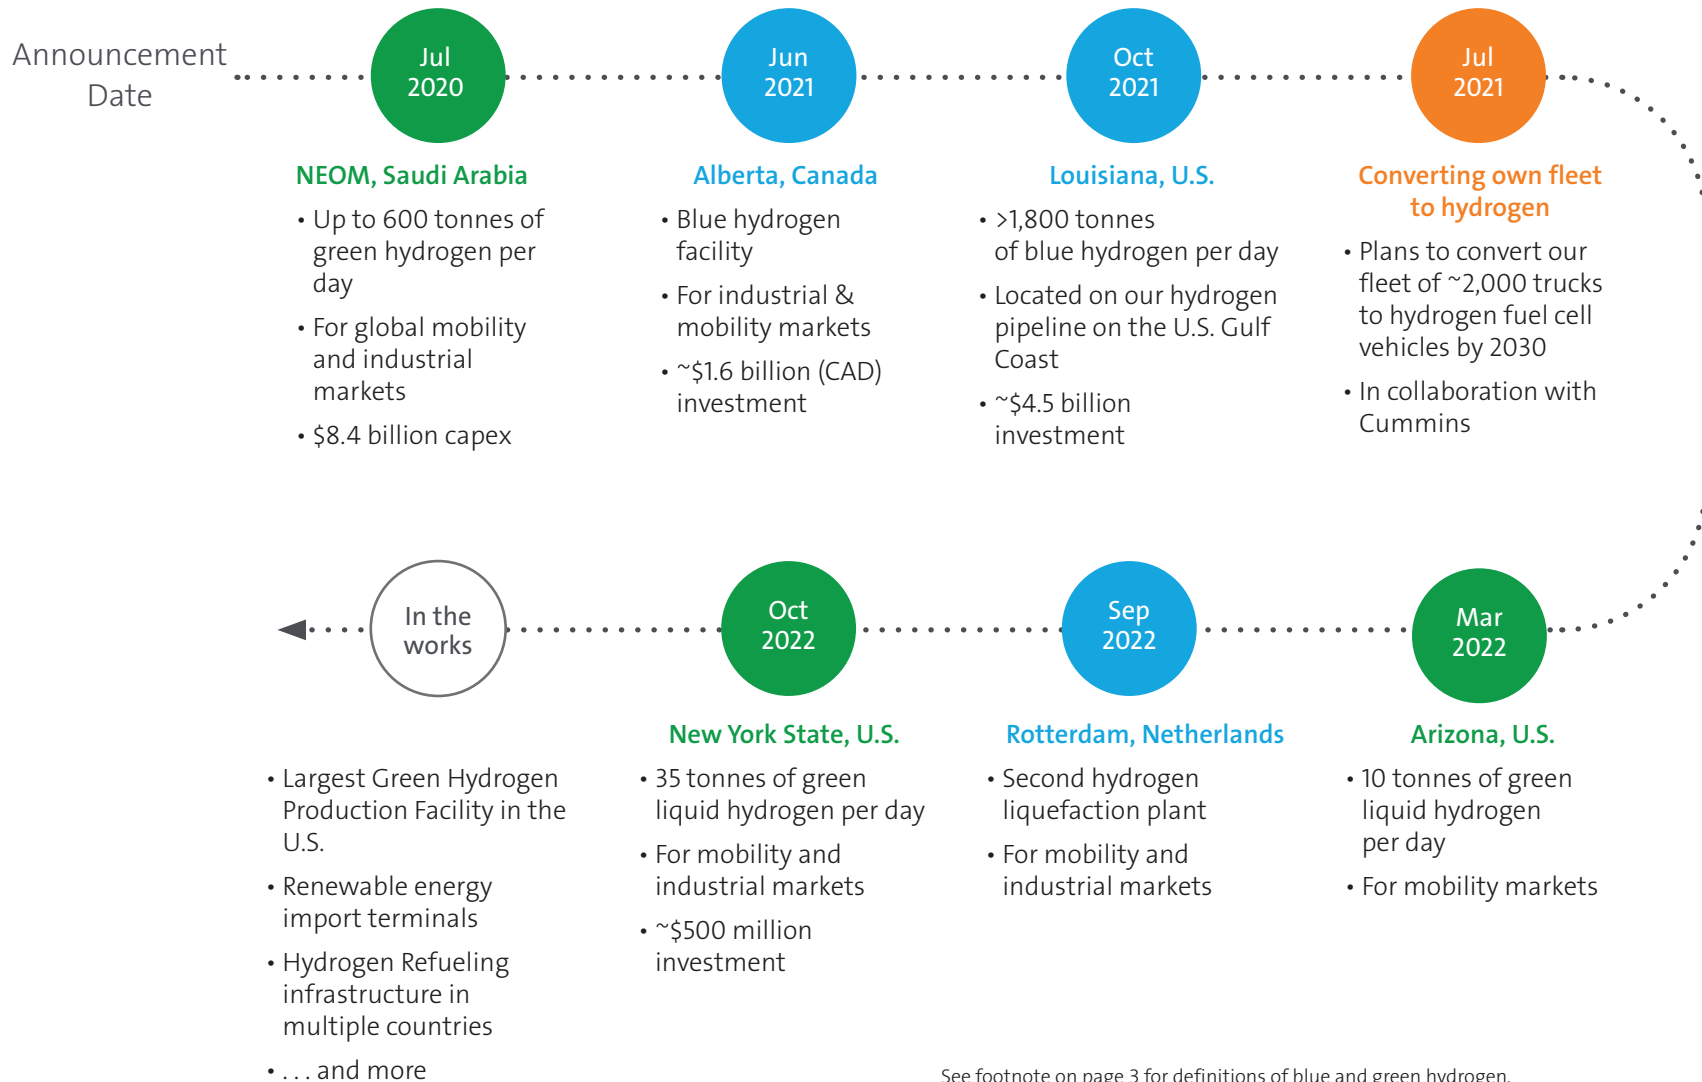 Announcement
Date
Jul
2020
NEOM, Saudi Arabia
• Up to 600 tonnes of
green hydrogen per
day
• For global mobility
and industrial
markets
• $8.4 billion capex
Jun
2021
Alberta, Canada
• Blue hydrogen
facility
• For industrial &
mobility markets
• ~$1.6 billion (CAD)
investment
Oct
2021
Louisiana, U.S.
• >1,800 tonnes
of blue hydrogen per day
• Located on our hydrogen
pipeline on the U.S. Gulf
Coast
• ~$4.5 billion
investment
Jul
2021
Converting own fleet
to hydrogen
• Plans to convert our
fleet of ~2,000 trucks
to hydrogen fuel cell
vehicles by 2030
• In collaboration with
Cummins
Mar
2022
Arizona, U.S.
• 10 tonnes of green
liquid hydrogen
per day
• For mobility markets
Sep
2022
Rotterdam, Netherlands
• Second hydrogen
liquefaction plant
• For mobility and
industrial markets
Oct
2022
New York State, U.S.
• 35 tonnes of green
liquid hydrogen per day
• For mobility and
industrial markets
• ~$500 million
investment
In the
works
• Largest Green Hydrogen
Production Facility in the
U.S.
• Renewable energy
import terminals
• Hydrogen Refueling
infrastructure in
multiple countries
• . . . and more
See footnote on page 3 for definitions of blue and green hydrogen.